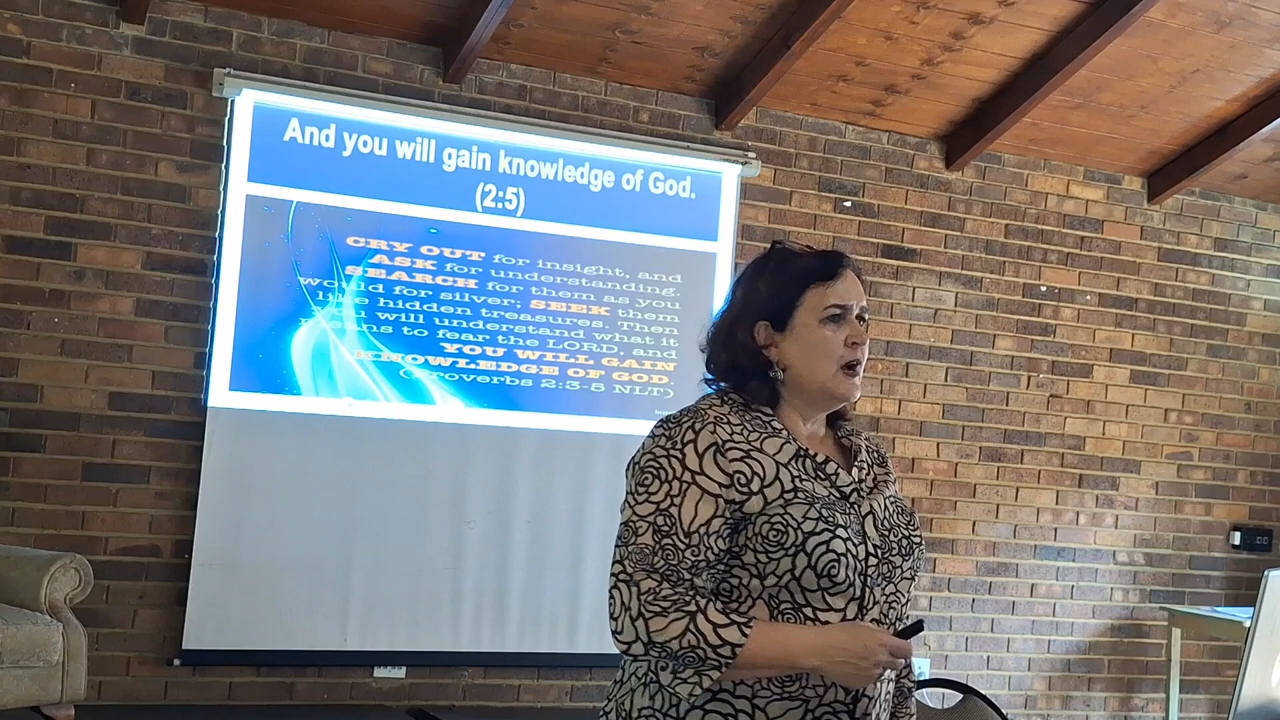 And you will gain knowledge of God.
(2:5)
CRY OUT for insight, and
ASK for understanding.
SEARCH for them as you
would for silver; SEEK them
like hidden treasures. Then
you will understand what it
means to fear the LORD, and
YOU WILL GAIN
KNOWLEDGE OF GOD.
(Proverbs 2:3-5 NLT)